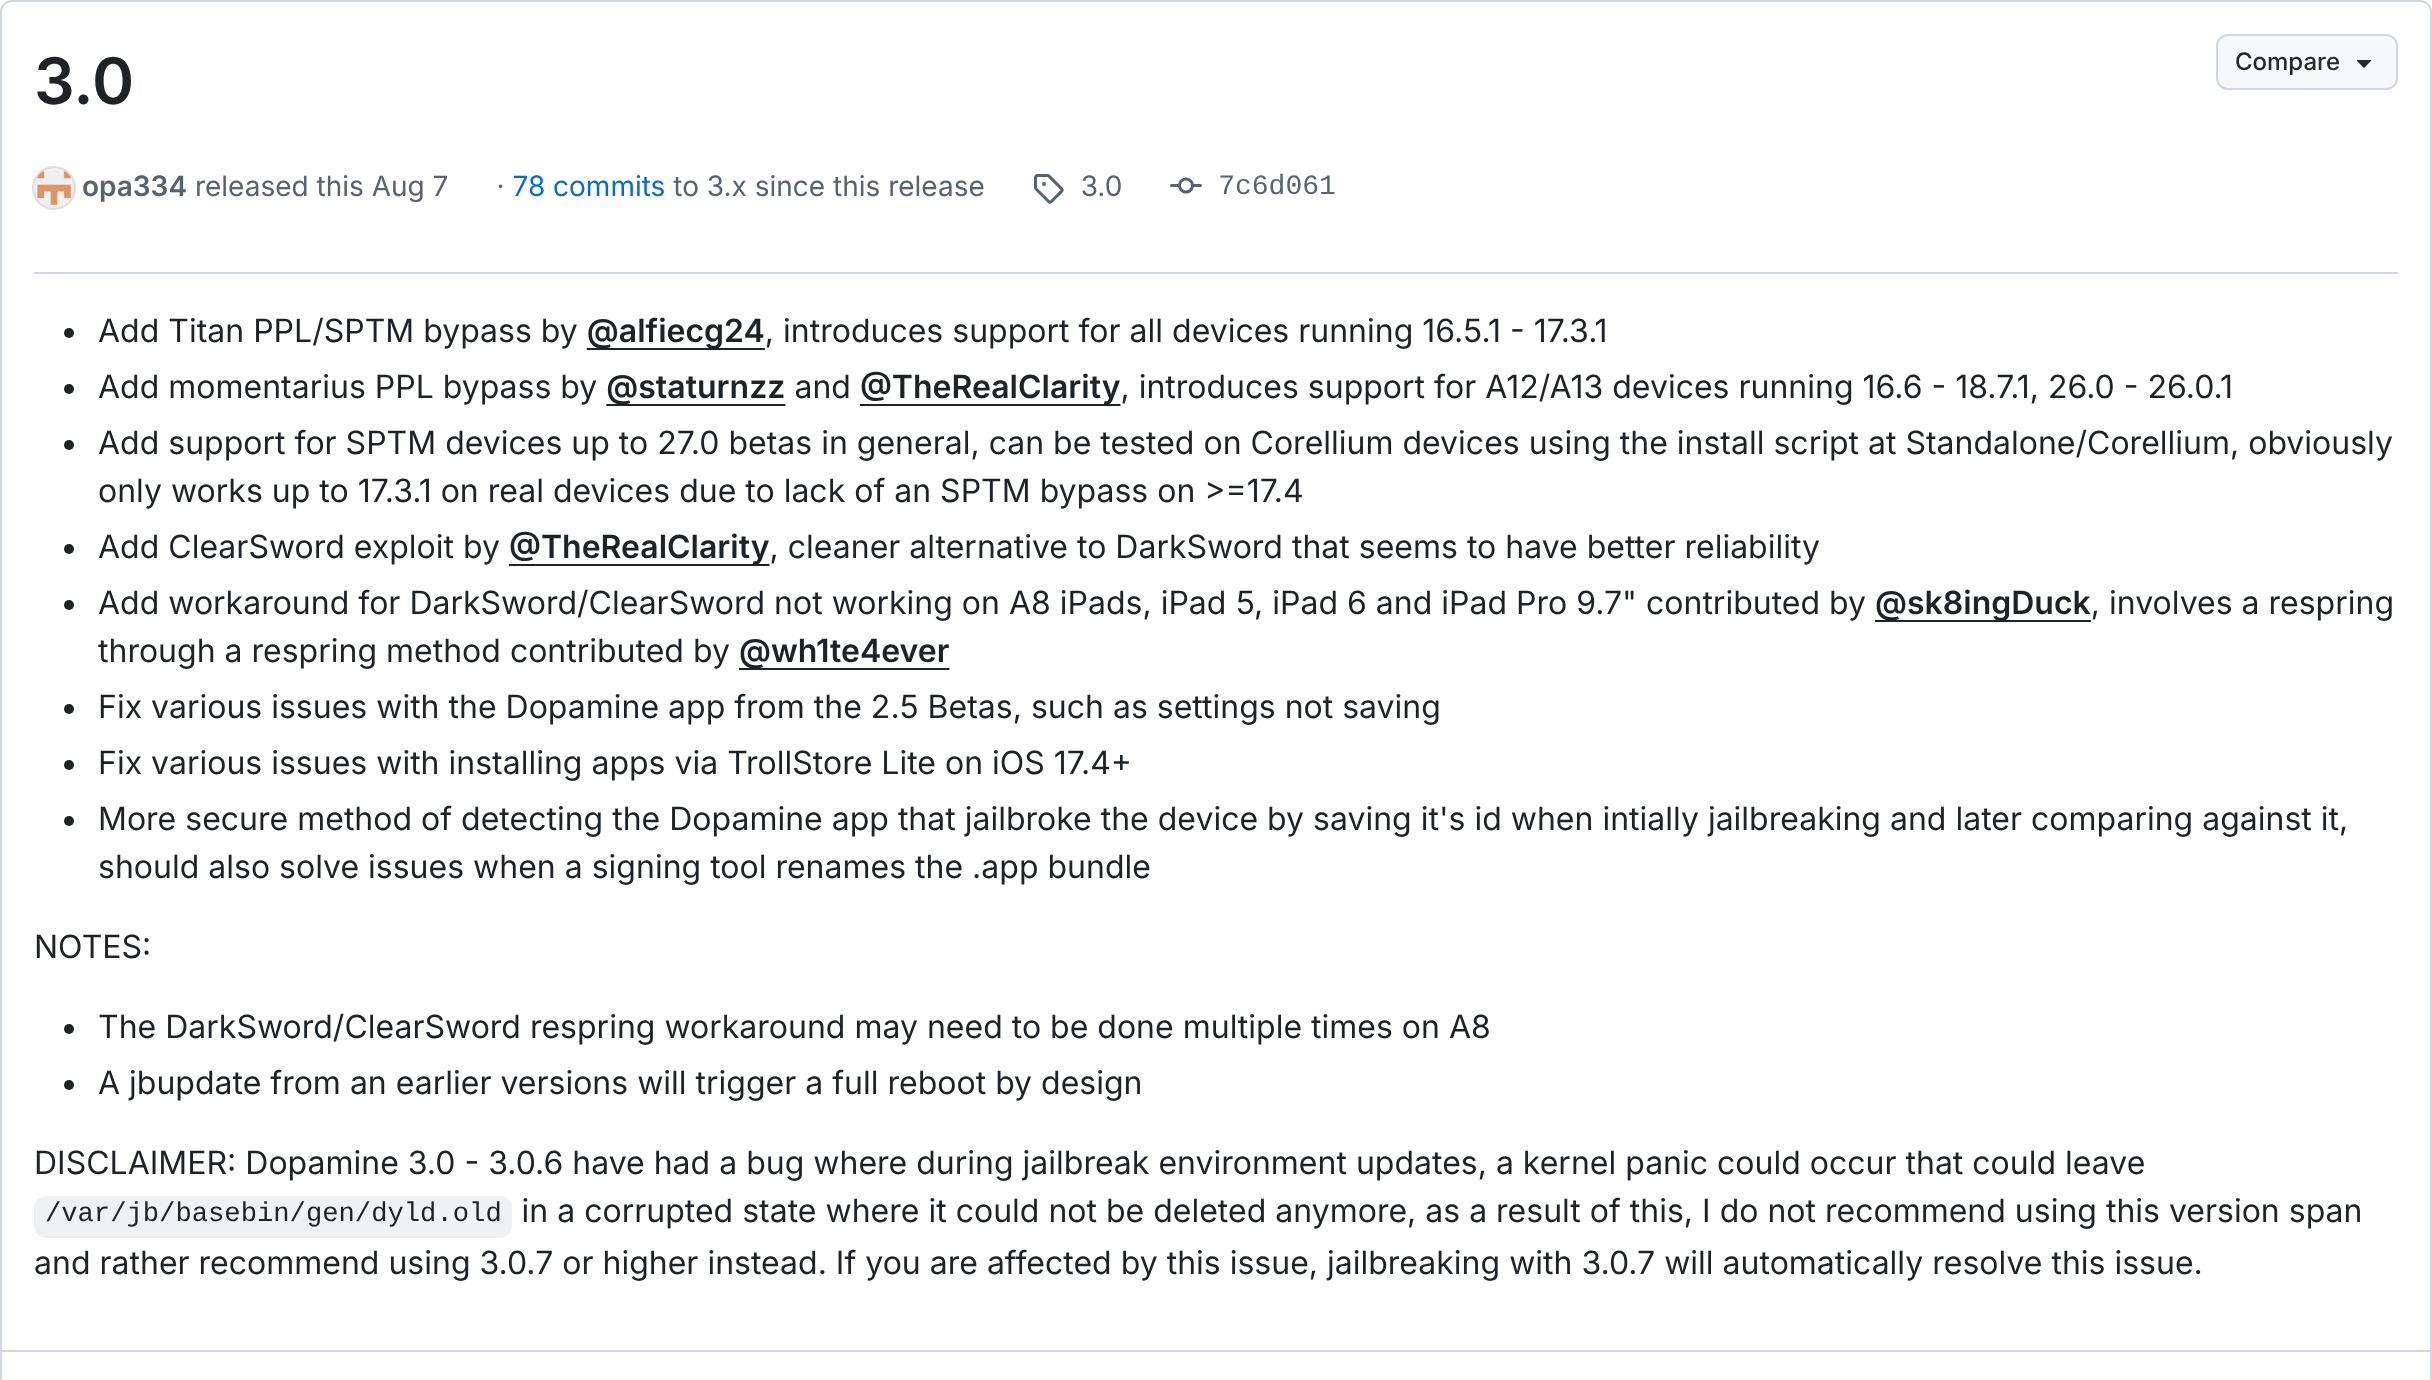 3.0
Compare
opa334 released this Aug 7 · 78 commits to 3.x since this release 3.0 7c6d061
• Add Titan PPL/SPTM bypass by @alfiecg24, introduces support for all devices running 16.5.1 - 17.3.1
• Add momentarius PPL bypass by @staturnzz and @TheRealClarity, introduces support for A12/A13 devices running 16.6 - 18.7.1, 26.0 - 26.0.1
• Add support for SPTM devices up to 27.0 betas in general, can be tested on Corellium devices using the install script at Standalone/Corellium, obviously
only works up to 17.3.1 on real devices due to lack of an SPTM bypass on >=17.4
• Add ClearSword exploit by @TheRealClarity, cleaner alternative to DarkSword that seems to have better reliability
• Add workaround for DarkSword/ClearSword not working on A8 iPads, iPad 5, iPad 6 and iPad Pro 9.7" contributed by @sk8ingDuck, involves a respring
through a respring method contributed by @wh1te4ever
• Fix various issues with the Dopamine app from the 2.5 Betas, such as settings not saving
• Fix various issues with installing apps via TrollStore Lite on iOS 17.4+
• More secure method of detecting the Dopamine app that jailbroke the device by saving it's id when intially jailbreaking and later comparing against it,
should also solve issues when a signing tool renames the .app bundle
NOTES:
• The DarkSword/ClearSword respring workaround may need to be done multiple times on A8
• A jbupdate from an earlier versions will trigger a full reboot by design
DISCLAIMER: Dopamine 3.0 - 3.0.6 have had a bug where during jailbreak environment updates, a kernel panic could occur that could leave
/var/jb/basebin/gen/dyld.old in a corrupted state where it could not be deleted anymore, as a result of this, I do not recommend using this version span
and rather recommend using 3.0.7 or higher instead. If you are affected by this issue, jailbreaking with 3.0.7 will automatically resolve this issue.